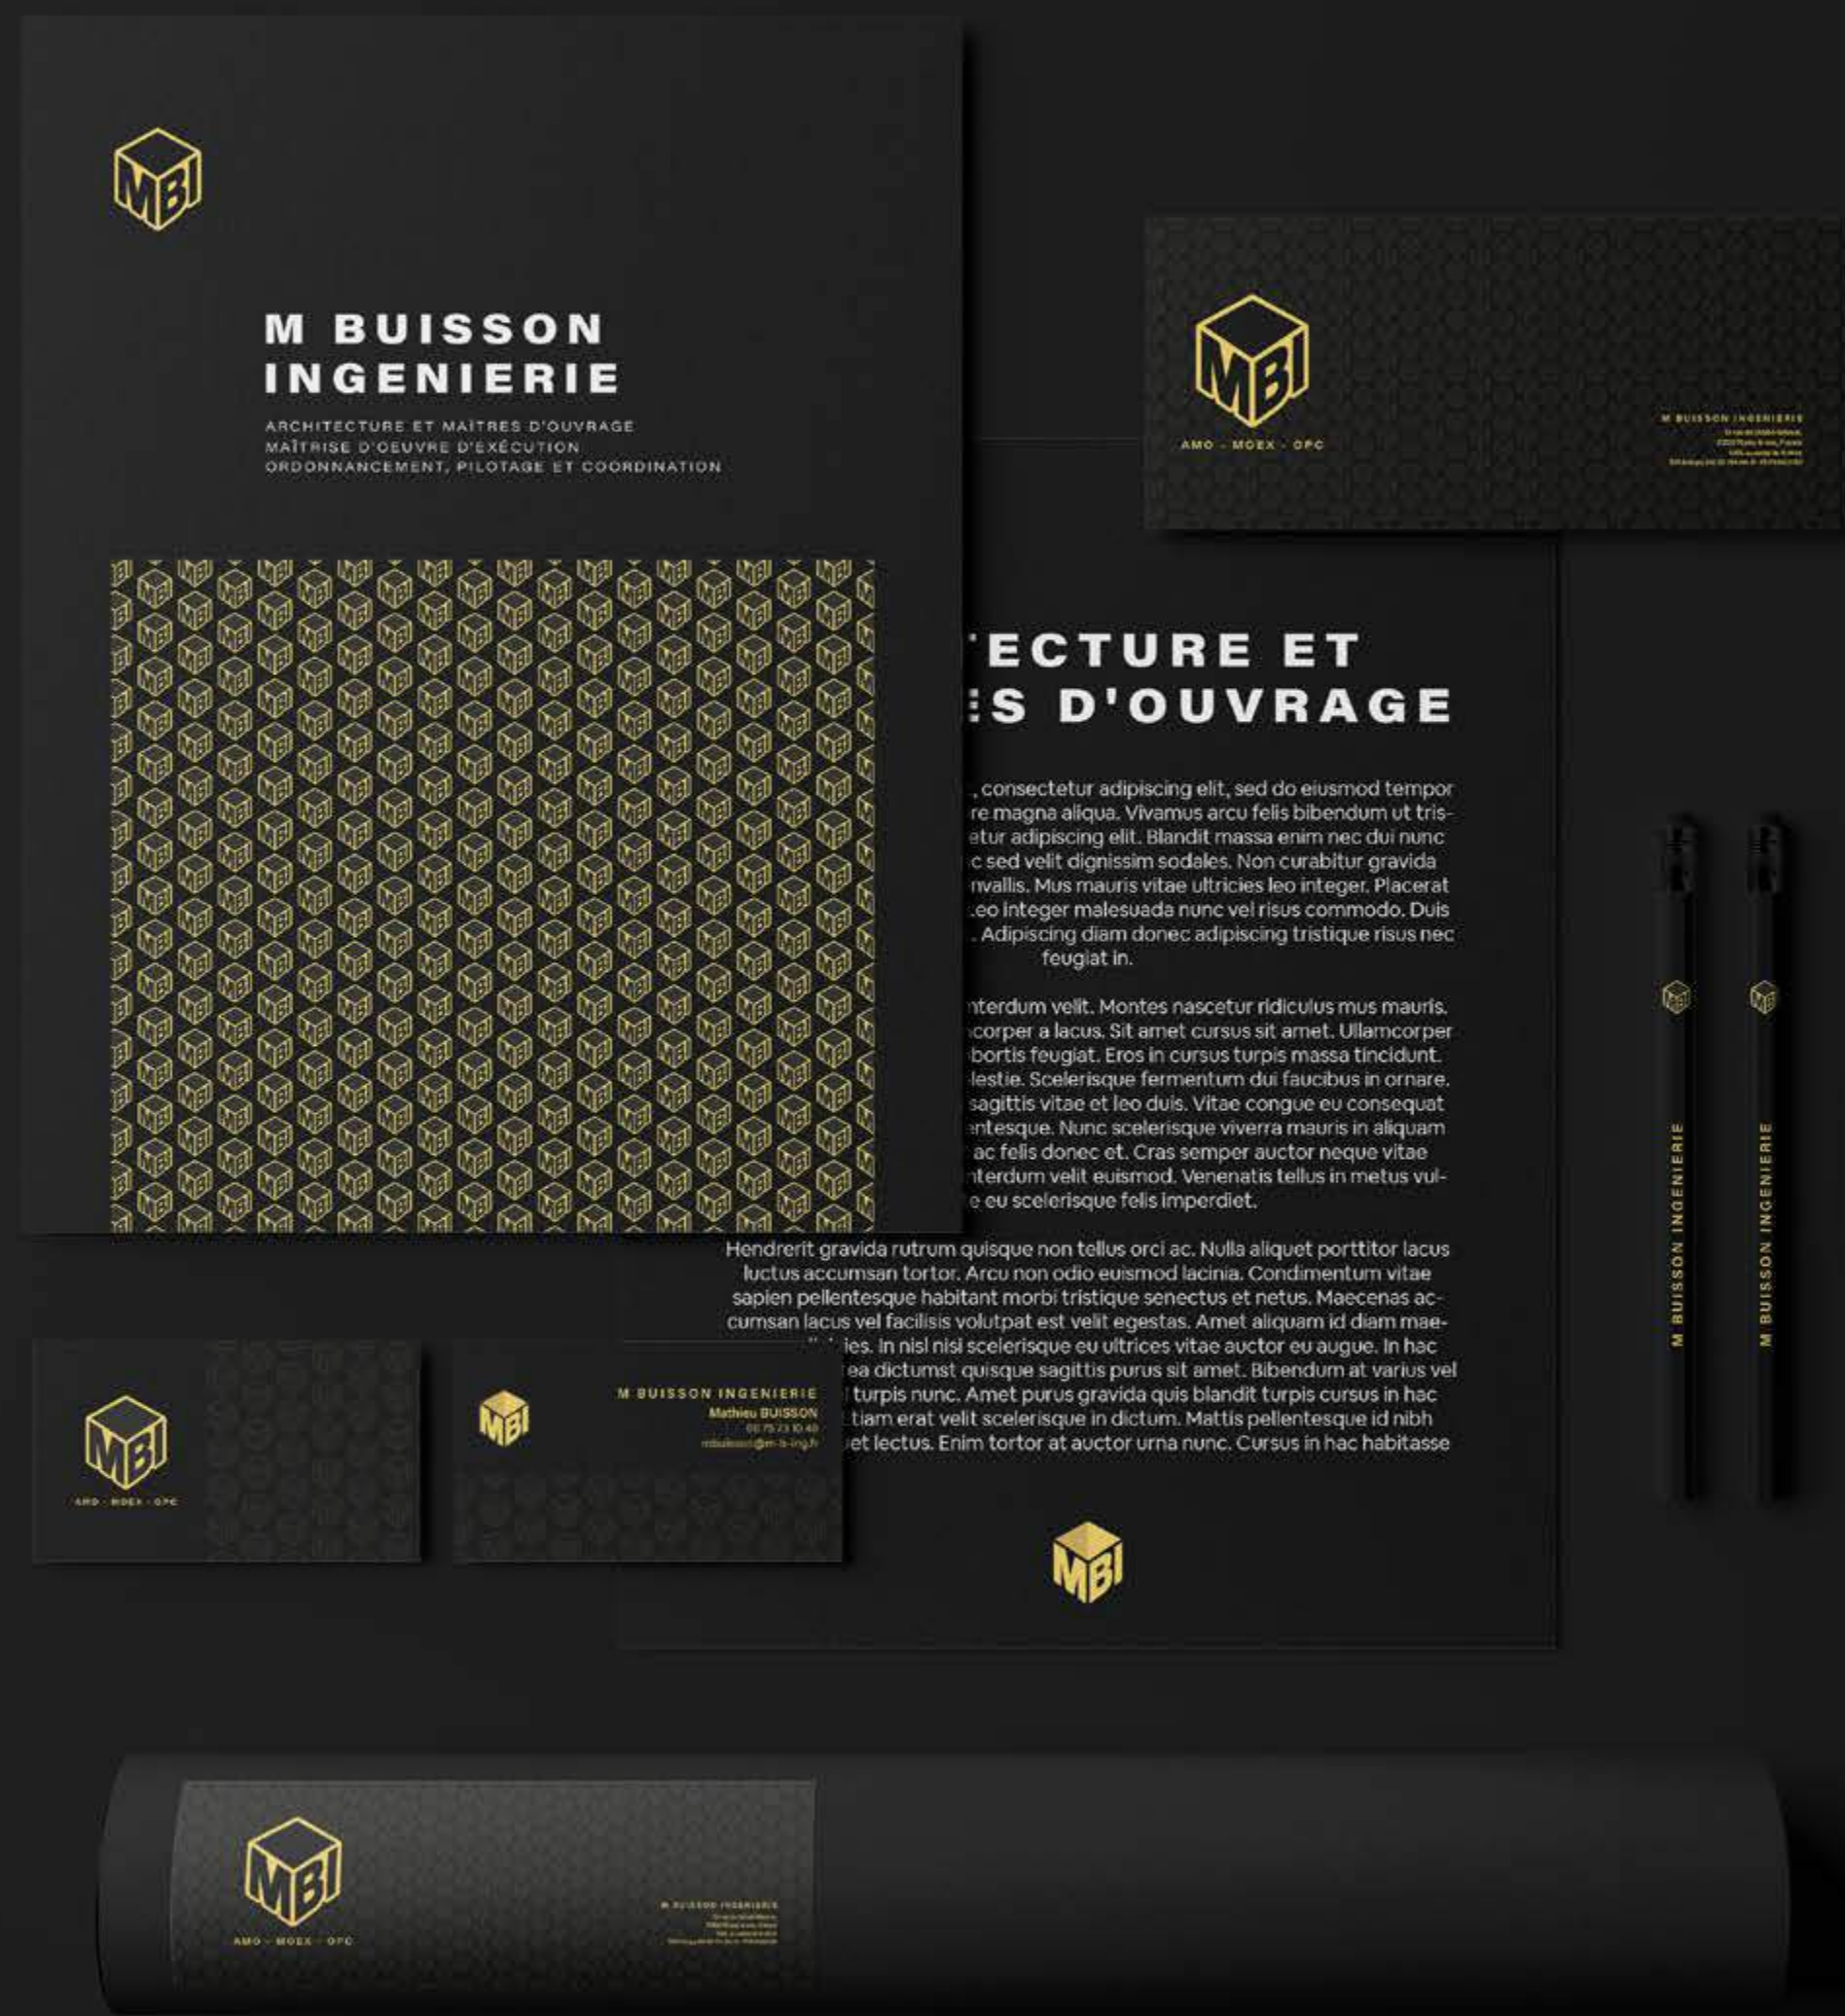 MBI
M BUISSON
INGENIERIE
ARCHITECTURE ET MAÎTRES D'OUVRAGE
MAÎTRISE D'OEUVRE D'EXÉCUTION
ORDONNANCEMENT, PILOTAGE ET COORDINATION
MBI
AMO - MOEX - OPC
M BUISSON INGENIERIE
ECTURE ET
ES D'OUVRAGE
, consectetur adipiscing elit, sed do eiusmod tempor
re magna aliqua. Vivamus arcu felis bibendum ut tris-
etur adipiscing elit. Blandit massa enim nec dui nunc
c sed velit dignissim sodales. Non curabitur gravida
nvallis. Mus mauris vitae ultricies leo integer. Placerat
eo integer malesuada nunc vel risus commodo. Duis
. Adipiscing diam donec adipiscing tristique risus nec
feugiat in.
nterdum velit. Montes nascetur ridiculus mus mauris.
corper a lacus. Sit amet cursus sit amet. Ullamcorper
bortis feugiat. Eros in cursus turpis massa tincidunt.
lestie. Scelerisque fermentum dui faucibus in ornare.
sagittis vitae et leo duis. Vitae congue eu consequat
entesque. Nunc scelerisque viverra mauris in aliquam
ac felis donec et. Cras semper auctor neque vitae
nterdum velit euismod. Venenatis tellus in metus vul-
e eu scelerisque felis imperdiet.
Hendrerit gravida rutrum quisque non tellus orci ac. Nulla aliquet porttitor lacus
luctus accumsan tortor. Arcu non odio euismod lacinia. Condimentum vitae
sapien pellentesque habitant morbi tristique senectus et netus. Maecenas ac-
cumsan lacus vel facilisis volutpat est velit egestas. Amet aliquam id diam mae-
ies. In nisl nisi scelerisque eu ultrices vitae auctor eu augue. In hac
ea dictumst quisque sagittis purus sit amet. Bibendum at varius vel
turpis nunc. Amet purus gravida quis blandit turpis cursus in hac
tiam erat velit scelerisque in dictum. Mattis pellentesque id nibh
et lectus. Enim tortor at auctor urna nunc. Cursus in hac habitasse
MBI
M BUISSON INGENIERIE
M BUISSON INGENIERIE
MBI
AMO - MOEX - OPC
MBI
M BUISSON INGENIERIE
Mathieu BUISSON
MBI
AMO - MOEX - OPC
M BUISSON INGENIERIE